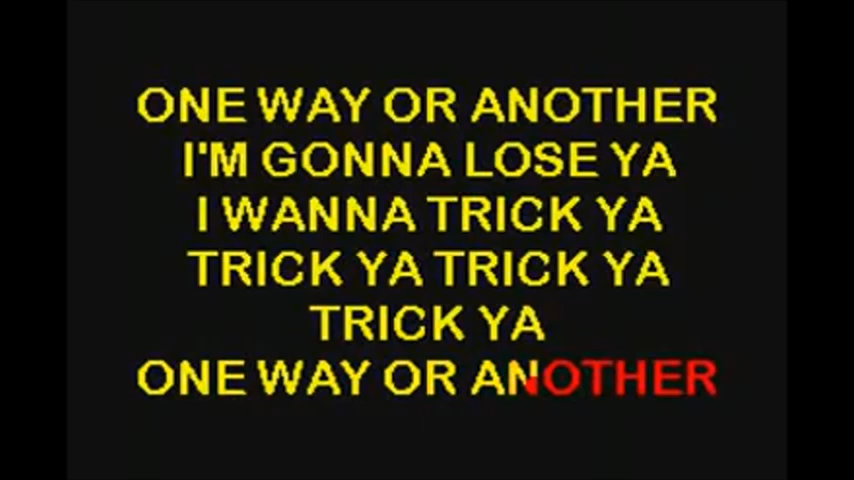 ONE WAY OR ANOTHER
I'M GONNA LOSE YA
I WANNA TRICK YA
TRICK YA TRICK YA
TRICK YA
ONE WAY OR ANOTHER